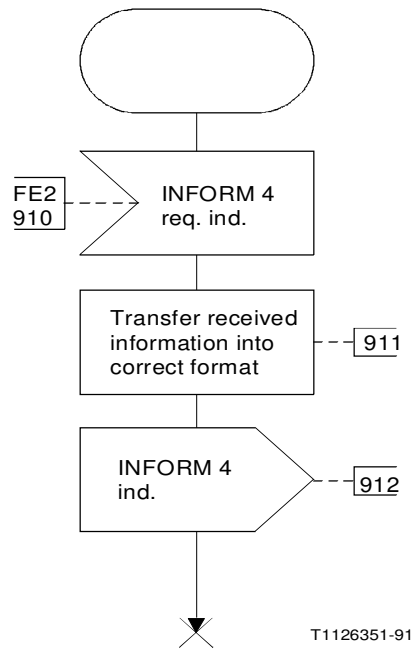 FE2
910
INFORM 4
req. ind.
Transfer received
information into
correct format
911
INFORM 4
ind.
912
T1126351-91